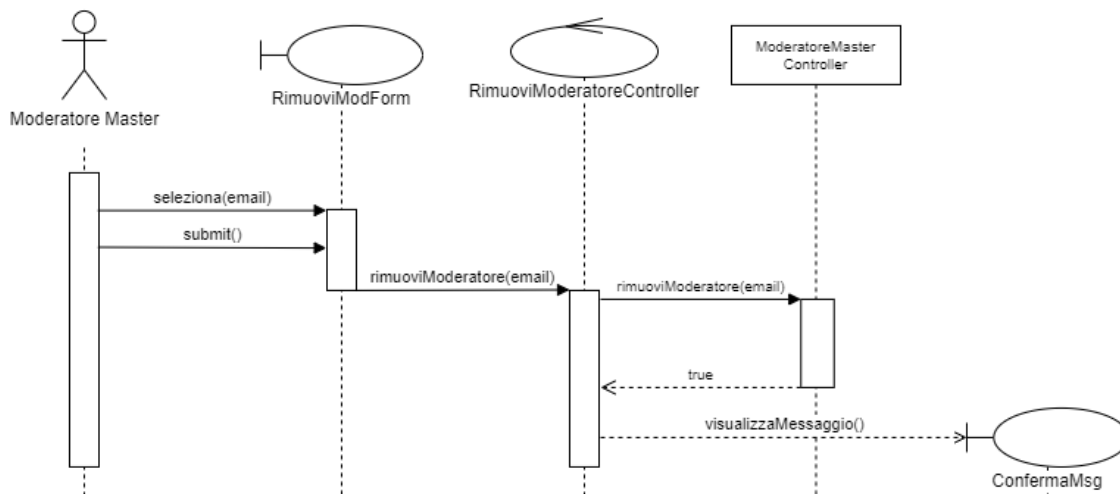 ModeratoreMaster
Controller
RimuoviModForm
RimuoviModeratoreController
Moderatore Master
seleziona(email)
submit()
rimuoviModeratore(email)
rimuoviModeratore(email)
true
visualizzaMessaggio()
ConfermaMsg